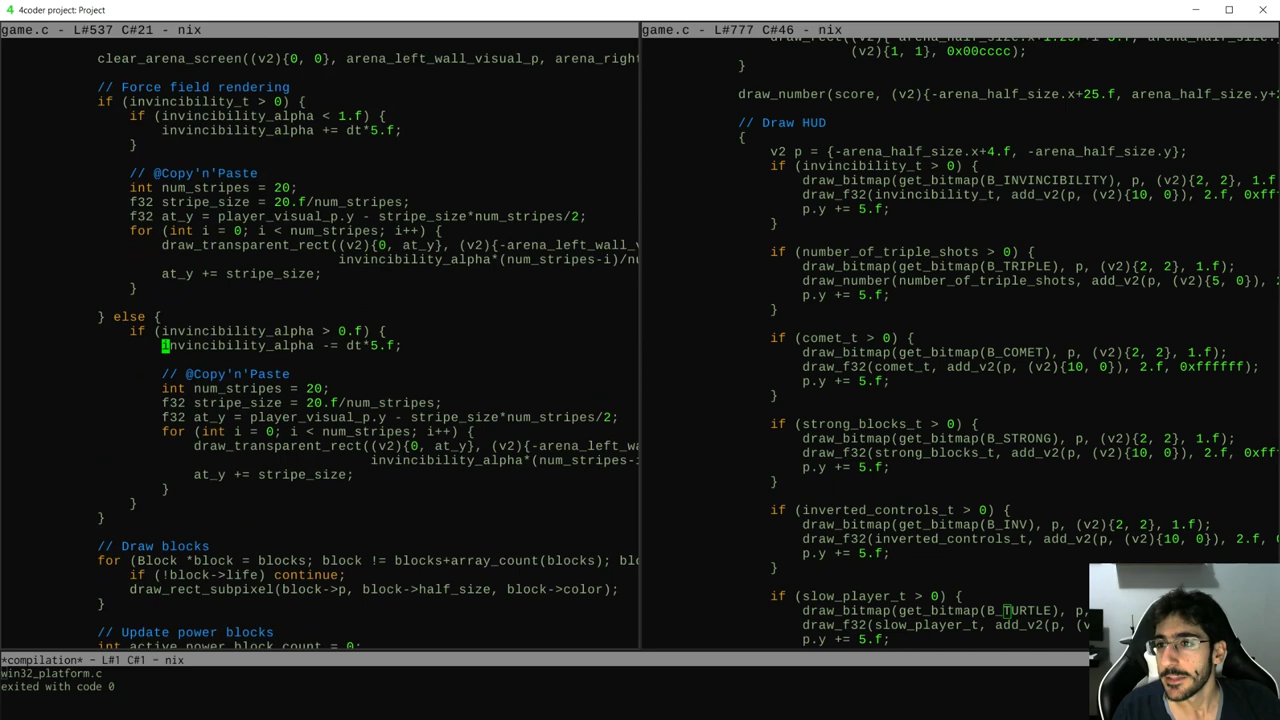 4coder project: Project
game.c - L#537 C#21 - nix
clear_arena_screen((v2){0, 0}, arena_left_wall_visual_p, arena_right
// Force field rendering
if (invincibility_t > 0) {
if (invincibility_alpha < 1.f) {
invincibility_alpha += dt*5.f;
}
// @Copy'n'Paste
int num_stripes = 20;
f32 stripe_size = 20.f/num_stripes;
f32 at_y = player_visual_p.y - stripe_size*num_stripes/2;
for (int i = 0; i < num_stripes; i++) {
draw_transparent_rect((v2){0, at_y}, (v2){-arena_left_wall_v
invincibility_alpha*(num_stripes-i)/nu
at_y += stripe_size;
}
} else {
if (invincibility_alpha > 0.f) {
invincibility_alpha -= dt*5.f;
// @Copy'n'Paste
int num_stripes = 20;
f32 stripe_size = 20.f/num_stripes;
f32 at_y = player_visual_p.y - stripe_size*num_stripes/2;
for (int i = 0; i < num_stripes; i++) {
draw_transparent_rect((v2){0, at_y}, (v2){-arena_left_wa
invincibility_alpha*(num_stripes-i
at_y += stripe_size;
}
}
}
// Draw blocks
for (Block *block = blocks; block != blocks+array_count(blocks); blo
if (!block->life) continue;
draw_rect_subpixel(block->p, block->half_size, block->color);
}
// Update power blocks
int active_power_block_count = 0;
game.c - L#777 C#46 - nix
(v2){1, 1}, 0x00cccc);
}
draw_number(score, (v2){-arena_half_size.x+25.f, arena_half_size.y+
// Draw HUD
{
v2 p = {-arena_half_size.x+4.f, -arena_half_size.y};
if (invincibility_t > 0) {
draw_bitmap(get_bitmap(B_INVINCIBILITY), p, (v2){2, 2}, 1.f
draw_f32(invincibility_t, add_v2(p, (v2){10, 0}), 2.f, 0xff
p.y += 5.f;
}
if (number_of_triple_shots > 0) {
draw_bitmap(get_bitmap(B_TRIPLE), p, (v2){2, 2}, 1.f);
draw_number(number_of_triple_shots, add_v2(p, (v2){5, 0}),
p.y += 5.f;
}
if (comet_t > 0) {
draw_bitmap(get_bitmap(B_COMET), p, (v2){2, 2}, 1.f);
draw_f32(comet_t, add_v2(p, (v2){10, 0}), 2.f, 0xffffff);
p.y += 5.f;
}
if (strong_blocks_t > 0) {
draw_bitmap(get_bitmap(B_STRONG), p, (v2){2, 2}, 1.f);
draw_f32(strong_blocks_t, add_v2(p, (v2){10, 0}), 2.f, 0xff
p.y += 5.f;
}
if (inverted_controls_t > 0) {
draw_bitmap(get_bitmap(B_INV), p, (v2){2, 2}, 1.f);
draw_f32(inverted_controls_t, add_v2(p, (v2){10, 0}), 2.f,
p.y += 5.f;
}
if (slow_player_t > 0) {
draw_bitmap(get_bitmap(B_TURTLE), p,
draw_f32(slow_player_t, add_v2(p, (v
p.y += 5.f;
*compilation* - L#1 C#1 - nix
win32_platform.c
exited with code 0